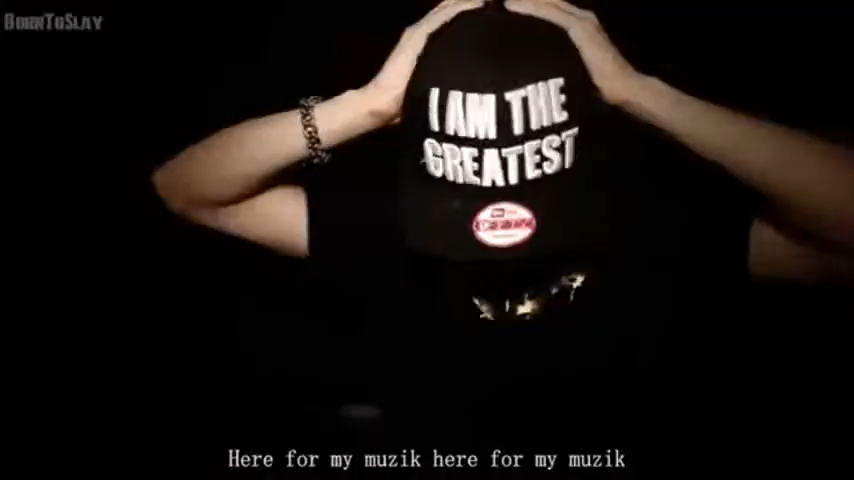 BornToSlay
I AM THE
GREATEST
Here for my muzik here for my muzik